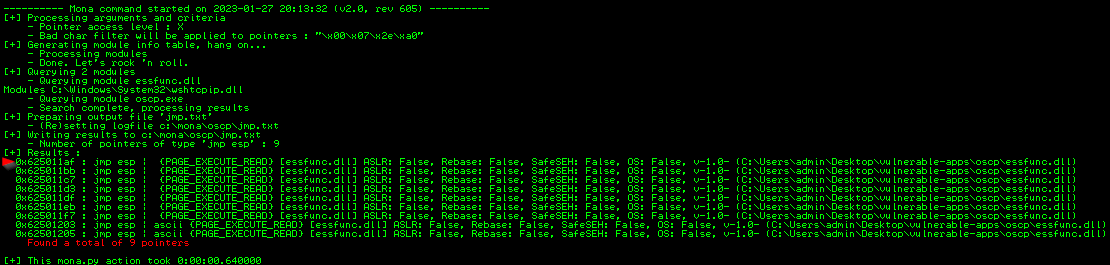 ---------- Mona command started on 2023-01-27 20:13:32 (v2.0, rev 605) ----------
[+] Processing arguments and criteria
    - Pointer access level : X
    - Bad char filter will be applied to pointers : "\x00\x07\x2e\xa0"
[+] Generating module info table, hang on...
    - Processing modules
    - Done. Let's rock 'n roll.
[+] Querying 2 modules
    - Querying module essfunc.dll
Modules C:\Windows\System32\wshtcpip.dll
    - Querying module oscp.exe
    - Search complete, processing results
[+] Preparing output file 'jmp.txt'
    - (Re)setting logfile c:\mona\oscp\jmp.txt
[+] Writing results to c:\mona\oscp\jmp.txt
    - Number of pointers of type 'jmp esp' : 9
[+] Results :
0x625011af : jmp esp |  {PAGE_EXECUTE_READ} [essfunc.dll] ASLR: False, Rebase: False, SafeSEH: False, OS: False, v-1.0- (C:\Users\admin\Desktop\vulnerable-apps\oscp\essfunc.dll)
0x625011bb : jmp esp |  {PAGE_EXECUTE_READ} [essfunc.dll] ASLR: False, Rebase: False, SafeSEH: False, OS: False, v-1.0- (C:\Users\admin\Desktop\vulnerable-apps\oscp\essfunc.dll)
0x625011c7 : jmp esp |  {PAGE_EXECUTE_READ} [essfunc.dll] ASLR: False, Rebase: False, SafeSEH: False, OS: False, v-1.0- (C:\Users\admin\Desktop\vulnerable-apps\oscp\essfunc.dll)
0x625011d3 : jmp esp |  {PAGE_EXECUTE_READ} [essfunc.dll] ASLR: False, Rebase: False, SafeSEH: False, OS: False, v-1.0- (C:\Users\admin\Desktop\vulnerable-apps\oscp\essfunc.dll)
0x625011df : jmp esp |  {PAGE_EXECUTE_READ} [essfunc.dll] ASLR: False, Rebase: False, SafeSEH: False, OS: False, v-1.0- (C:\Users\admin\Desktop\vulnerable-apps\oscp\essfunc.dll)
0x625011eb : jmp esp |  {PAGE_EXECUTE_READ} [essfunc.dll] ASLR: False, Rebase: False, SafeSEH: False, OS: False, v-1.0- (C:\Users\admin\Desktop\vulnerable-apps\oscp\essfunc.dll)
0x625011f7 : jmp esp |  {PAGE_EXECUTE_READ} [essfunc.dll] ASLR: False, Rebase: False, SafeSEH: False, OS: False, v-1.0- (C:\Users\admin\Desktop\vulnerable-apps\oscp\essfunc.dll)
0x62501203 : jmp esp | ascii {PAGE_EXECUTE_READ} [essfunc.dll] ASLR: False, Rebase: False, SafeSEH: False, OS: False, v-1.0- (C:\Users\admin\Desktop\vulnerable-apps\oscp\essfunc.dll)
0x62501205 : jmp esp | ascii {PAGE_EXECUTE_READ} [essfunc.dll] ASLR: False, Rebase: False, SafeSEH: False, OS: False, v-1.0- (C:\Users\admin\Desktop\vulnerable-apps\oscp\essfunc.dll)
Found a total of 9 pointers
[+] This mona.py action took 0:00:00.640000